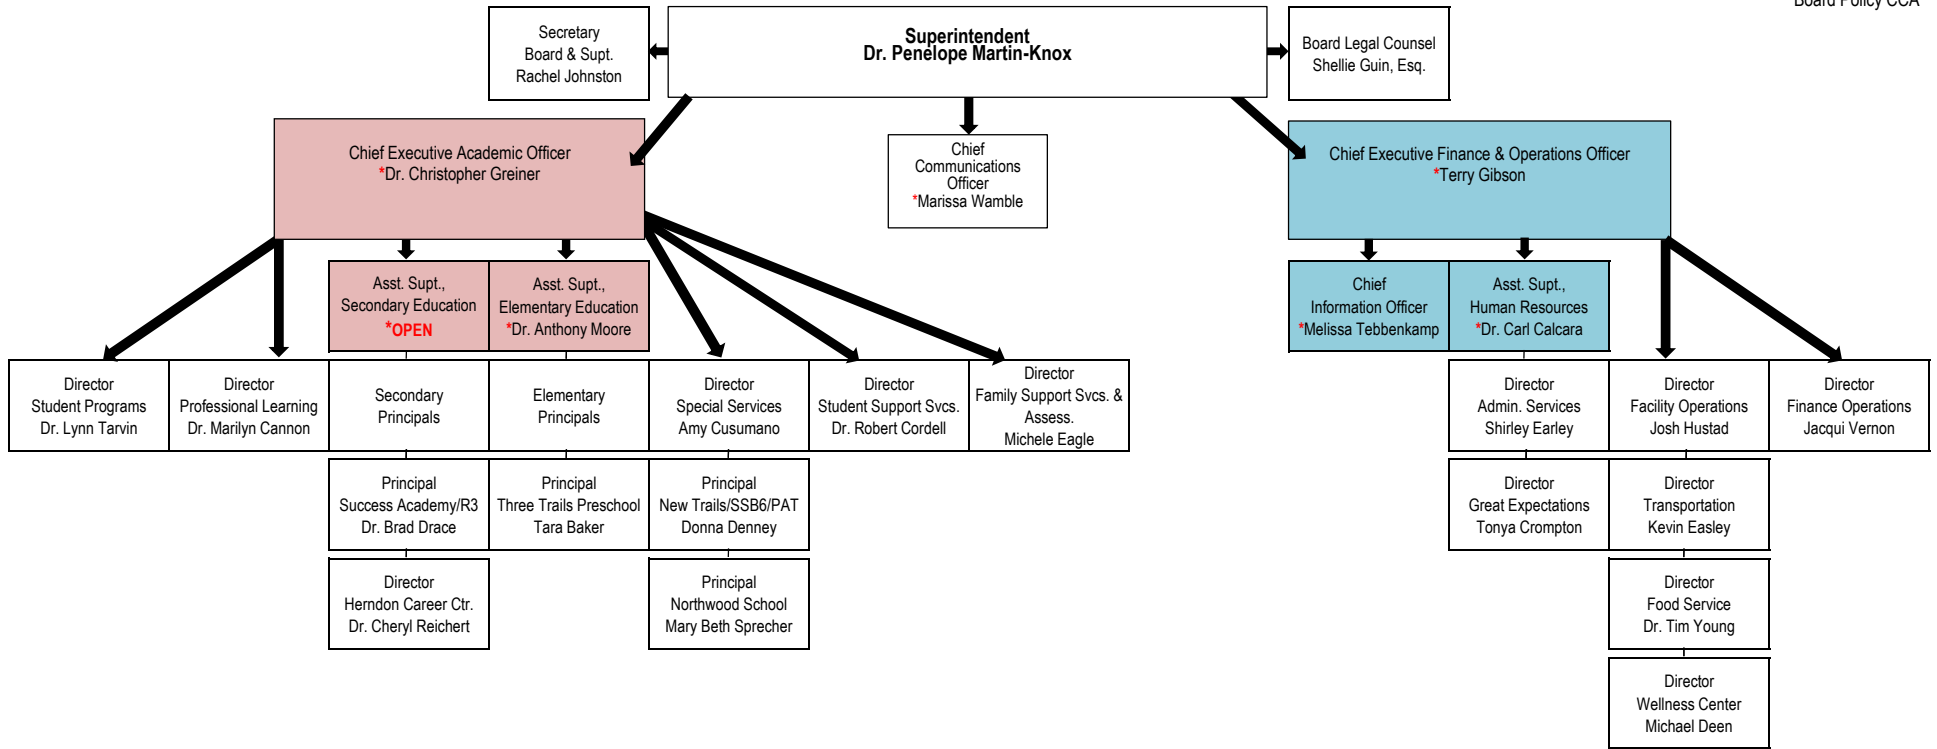 Board Policy CCA
Secretary
Board & Supt.
Rachel Johnston
Superintendent
Dr. Penelope Martin-Knox
Board Legal Counsel
Shellie Guin, Esq.
Chief Executive Academic Officer
*Dr. Christopher Greiner
Chief
Communications
Officer
*Marissa Wamble
Chief Executive Finance & Operations Officer
*Terry Gibson
Asst. Supt.,
Secondary Education
*OPEN
Asst. Supt.,
Elementary Education
*Dr. Anthony Moore
Chief
Information Officer
*Melissa Tebbenkamp
Asst. Supt.,
Human Resources
*Dr. Carl Calcara
Director
Student Programs
Dr. Lynn Tarvin
Director
Professional Learning
Dr. Marilyn Cannon
Secondary
Principals
Elementary
Principals
Director
Special Services
Amy Cusumano
Director
Student Support Svcs.
Dr. Robert Cordell
Director
Family Support Svcs. &
Assess.
Michele Eagle
Director
Admin. Services
Shirley Earley
Director
Facility Operations
Josh Hustad
Director
Finance Operations
Jacqui Vernon
Principal
Success Academy/R3
Dr. Brad Drace
Principal
Three Trails Preschool
Tara Baker
Principal
New Trails/SSB6/PAT
Donna Denney
Director
Great Expectations
Tonya Crompton
Director
Transportation
Kevin Easley
Director
Herndon Career Ctr.
Dr. Cheryl Reichert
Principal
Northwood School
Mary Beth Sprecher
Director
Food Service
Dr. Tim Young
Director
Wellness Center
Michael Deen